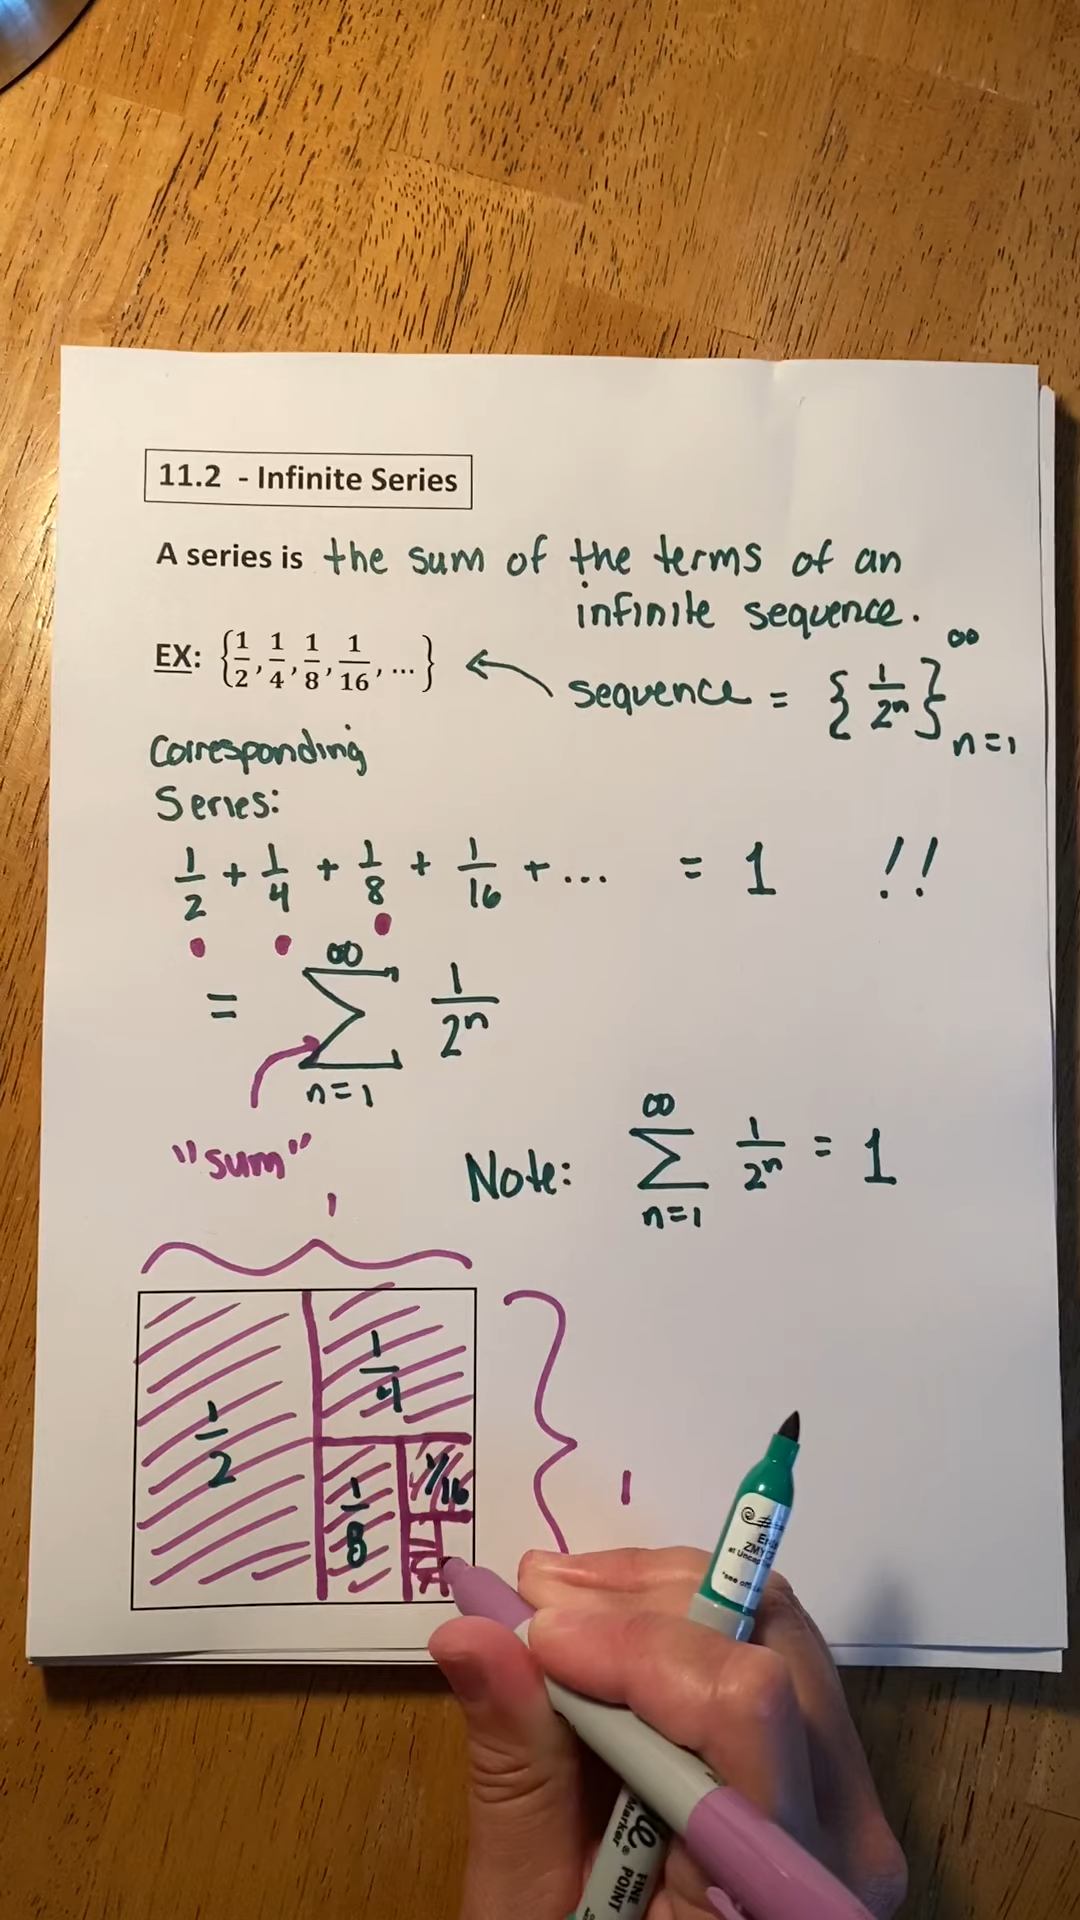 11.2 - Infinite Series
A series is the sum of the terms of an
infinite sequence.
EX: {1/2, 1/4, 1/8, 1/16, ...} ← sequence = {1/2ⁿ}^∞_{n=1}
Corresponding
Series:
1/2 + 1/4 + 1/8 + 1/16 + ... = 1 !!
= ∞ Σ n=1 1/2ⁿ
"sum"
Note: ∞ Σ n=1 1/2ⁿ = 1
1
1/2
1/4
1/8
1/16
1
FINE
POINT